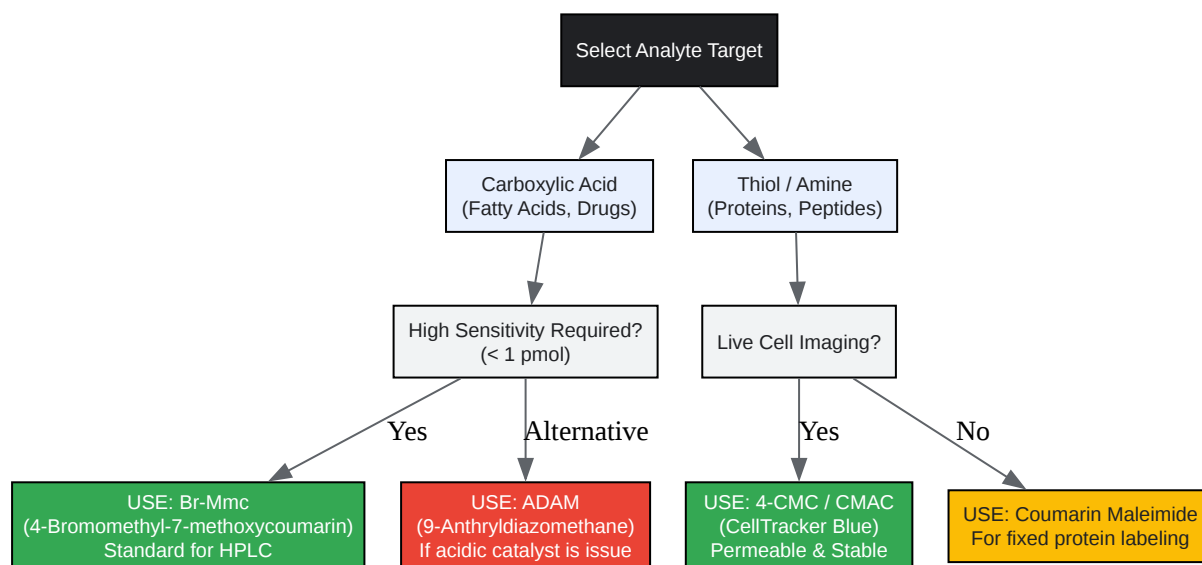 Select Analyte Target
Carboxylic Acid
(Fatty Acids, Drugs)
Thiol / Amine
(Proteins, Peptides)
High Sensitivity Required?
(< 1 pmol)
Live Cell Imaging?
Yes
Alternative
Yes
No
USE: Br-Mmc
(4-Bromomethyl-7-methoxycoumarin)
Standard for HPLC
USE: ADAM
(9-Anthryldiazomethane)
If acidic catalyst is issue
USE: 4-CMC / CMAC
(CellTracker Blue)
Permeable & Stable
USE: Coumarin Maleimide
For fixed protein labeling